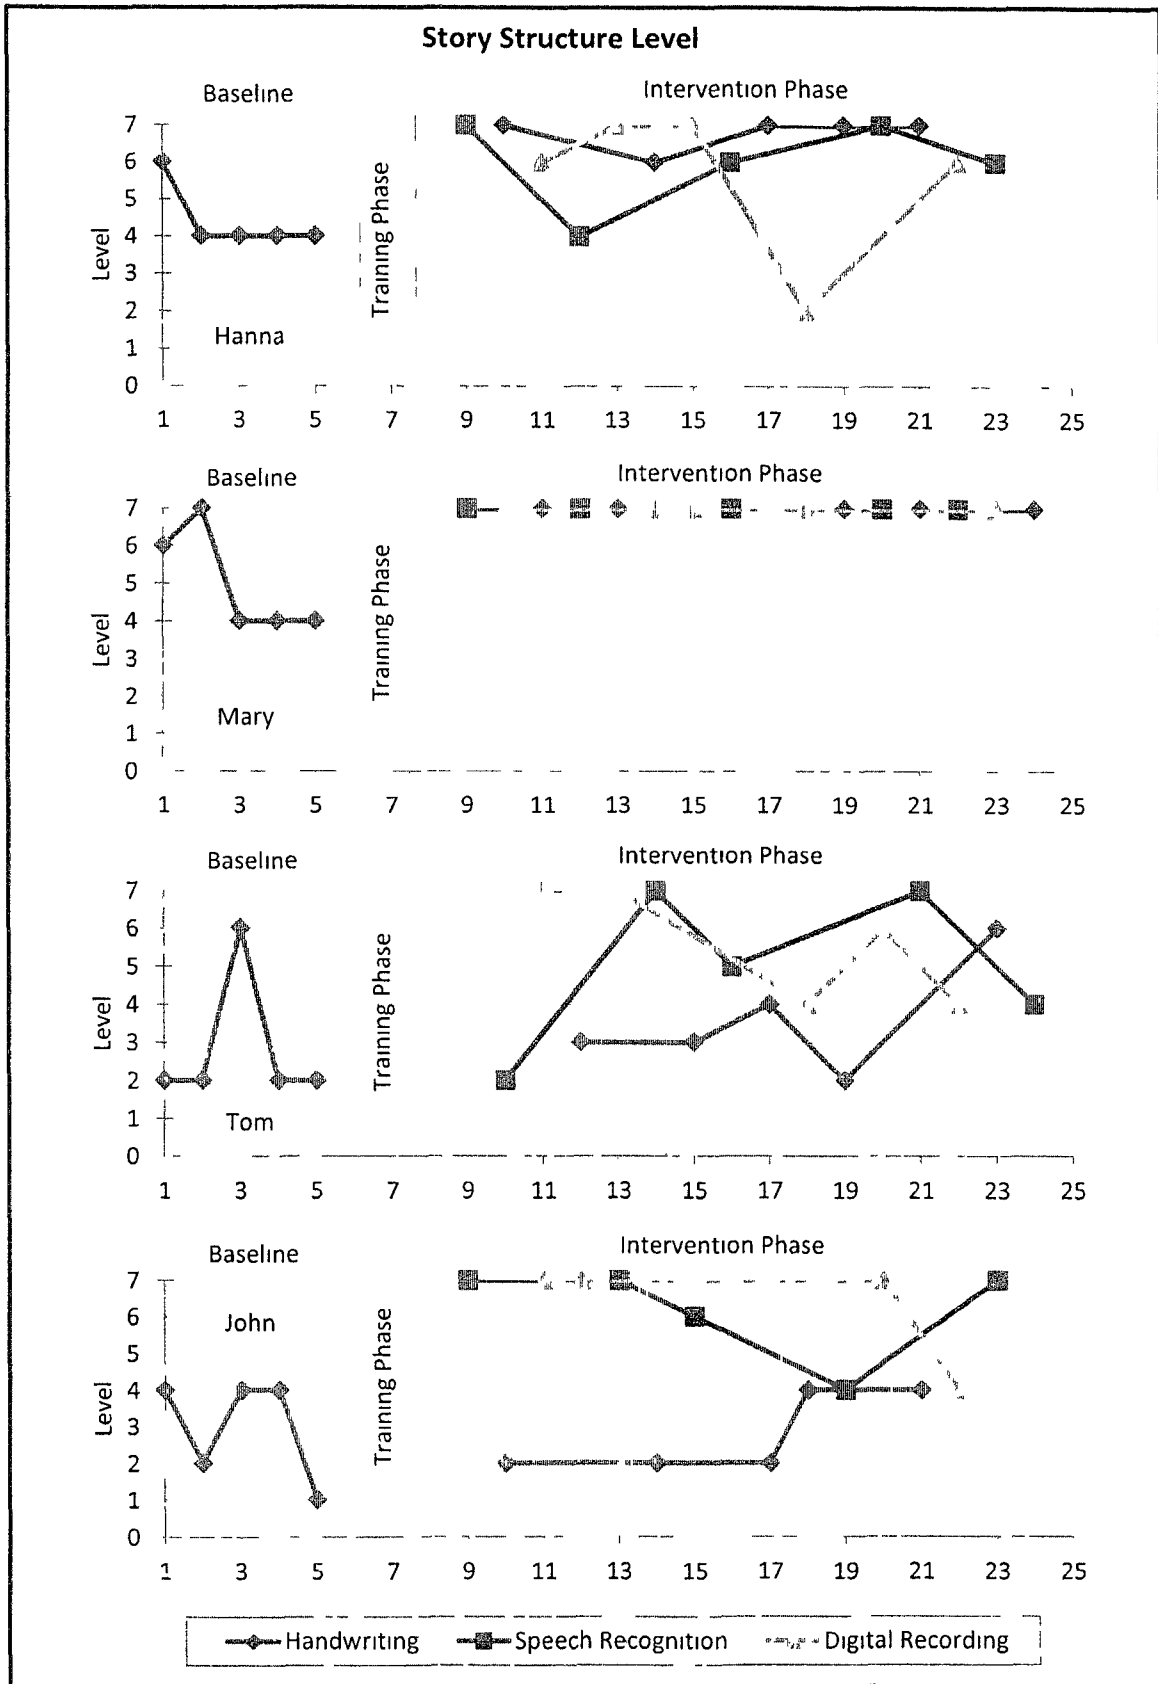 Story Structure Level
Baseline
Intervention Phase
7
6
5
4
3
2
1
0
Level
Training Phase
Hanna
1 3 5 7 9 11 13 15 17 19 21 23 25
Baseline
Intervention Phase
7
6
5
4
3
2
1
0
Level
Training Phase
Mary
1 3 5 7 9 11 13 15 17 19 21 23 25
Baseline
Intervention Phase
7
6
5
4
3
2
1
0
Level
Training Phase
Tom
1 3 5 7 9 11 13 15 17 19 21 23 25
Baseline
Intervention Phase
7
6
5
4
3
2
1
0
Level
Training Phase
John
1 3 5 7 9 11 13 15 17 19 21 23 25
Handwriting Speech Recognition Digital Recording